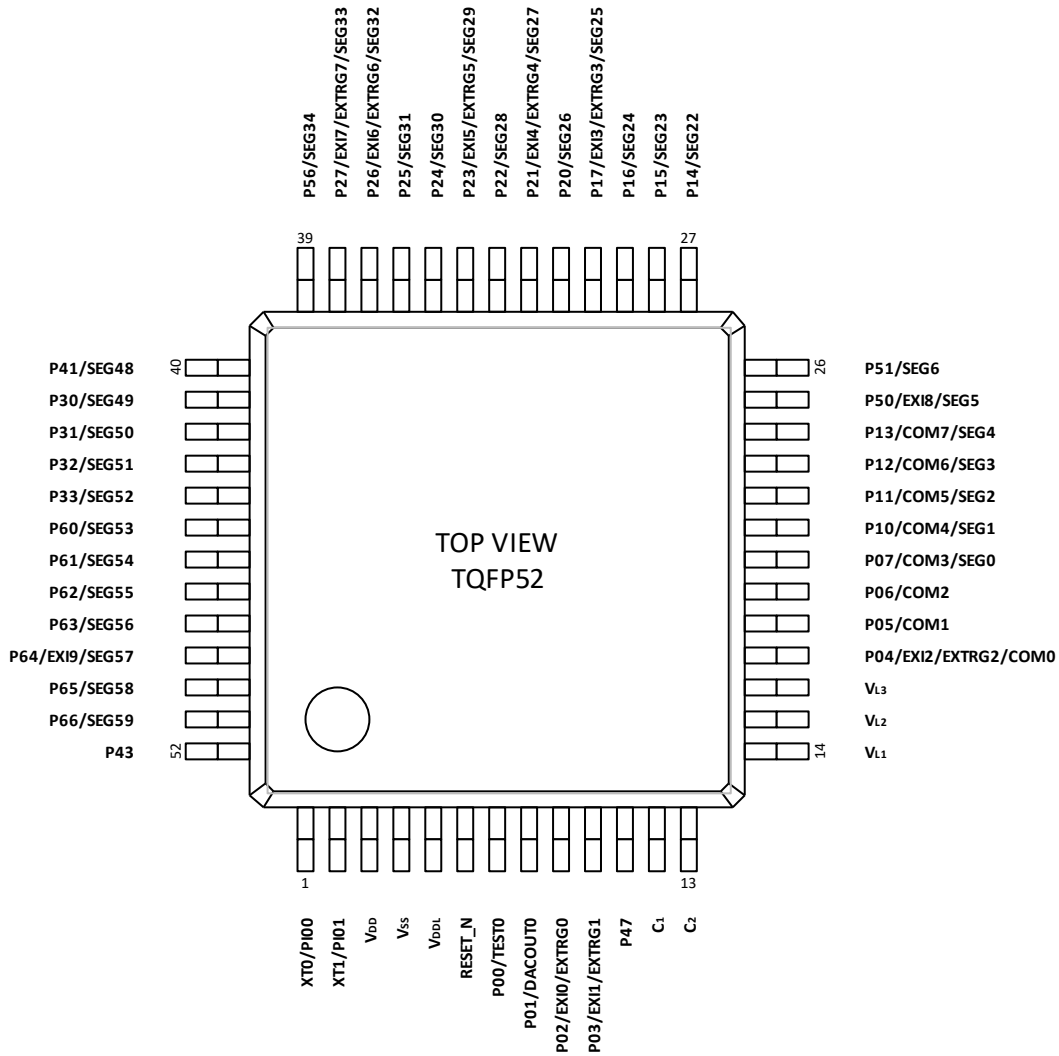 P56/SEG34
P27/EXI7/EXTRG7/SEG33
P26/EXI6/EXTRG6/SEG32
P25/SEG31
P24/SEG30
P23/EXI5/EXTRG5/SEG29
P22/SEG28
P21/EXI4/EXTRG4/SEG27
P20/SEG26
P17/EXI3/EXTRG3/SEG25
P16/SEG24
P15/SEG23
P14/SEG22
39
27
P41/SEG48
40
P30/SEG49
P31/SEG50
P32/SEG51
P33/SEG52
P60/SEG53
P61/SEG54
P62/SEG55
P63/SEG56
P64/EXI9/SEG57
P65/SEG58
P66/SEG59
P43
52
TOP VIEW
TQFP52
26
P51/SEG6
P50/EXI8/SEG5
P13/COM7/SEG4
P12/COM6/SEG3
P11/COM5/SEG2
P10/COM4/SEG1
P07/COM3/SEG0
P06/COM2
P05/COM1
P04/EXI2/EXTRG2/COM0
VL3
VL2
14
VL1
1
13
XT0/PI00
XT1/PI01
VDD
VSS
VDDL
RESET_N
P00/TEST0
P01/DACOUT0
P02/EXI0/EXTRG0
P03/EXI1/EXTRG1
P47
C1
C2